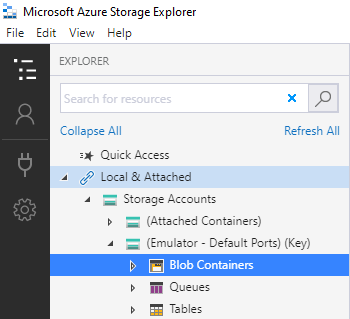 Microsoft Azure Storage Explorer
File Edit View Help
EXPLORER
Search for resources
Collapse All Refresh All
Quick Access
Local & Attached
Storage Accounts
(Attached Containers)
(Emulator - Default Ports) (Key)
Blob Containers
Queues
Tables